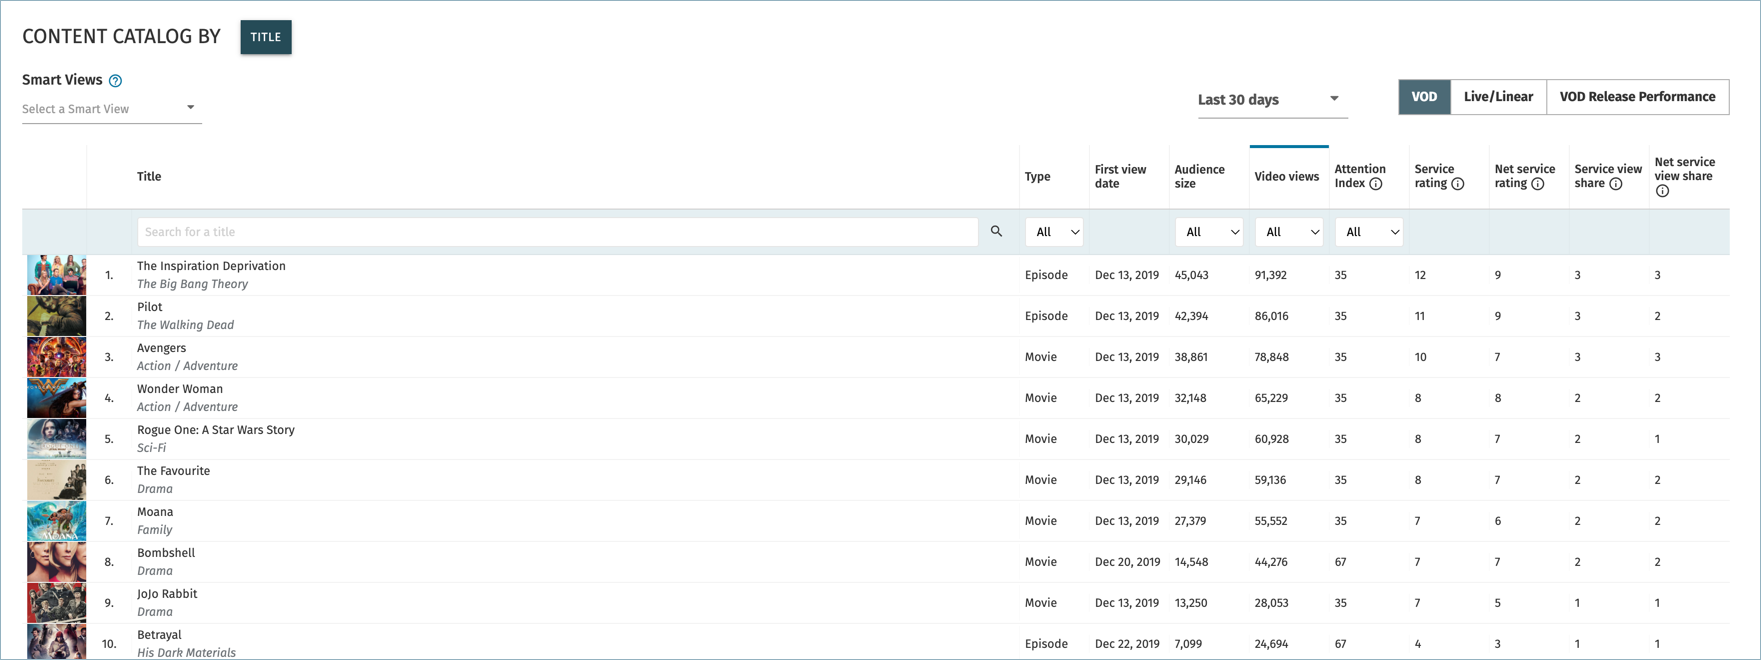 CONTENT CATALOG BY TITLE
Smart Views
Select a Smart View
Last 30 days
VOD Live/Linear VOD Release Performance
Title Type First view date Audience size Video views Attention Index Service rating Net service rating Service view share Net service view share
Search for a title All All All All
1. The Inspiration Deprivation Episode Dec 13, 2019 45,043 91,392 35 12 9 3 3
The Big Bang Theory
2. Pilot Episode Dec 13, 2019 42,394 86,016 35 11 9 3 2
The Walking Dead
3. Avengers Movie Dec 13, 2019 38,861 78,848 35 10 7 3 3
Action / Adventure
4. Wonder Woman Movie Dec 13, 2019 32,148 65,229 35 8 8 2 2
Action / Adventure
5. Rogue One: A Star Wars Story Movie Dec 13, 2019 30,029 60,928 35 8 7 2 1
Sci-Fi
6. The Favourite Movie Dec 13, 2019 29,146 59,136 35 8 7 2 2
Drama
MOANA
7. Moana Movie Dec 13, 2019 27,379 55,552 35 7 6 2 2
Family
8. Bombshell Movie Dec 20, 2019 14,548 44,276 67 7 7 2 2
Drama
9. JoJo Rabbit Movie Dec 13, 2019 13,250 28,053 35 7 5 1 1
Drama
10. Betrayal Episode Dec 22, 2019 7,099 24,694 67 4 3 1 1
His Dark Materials